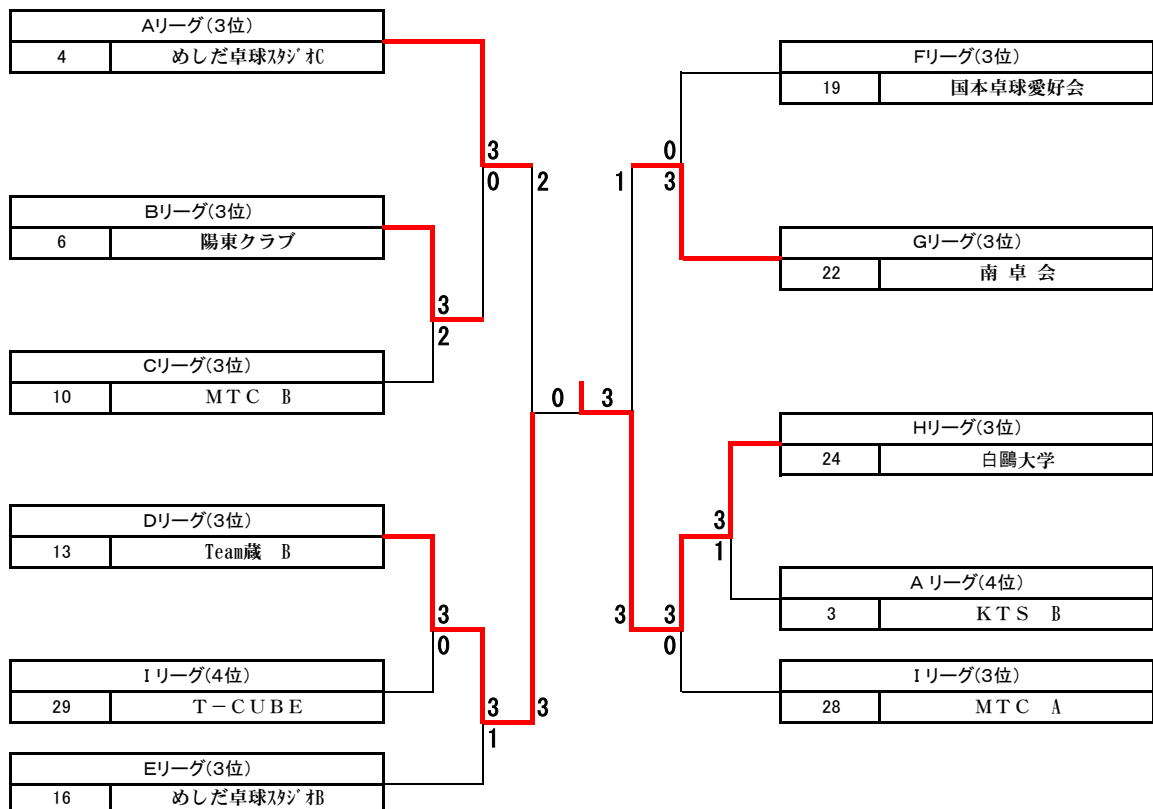 Aリーグ(3位)
4 めしだ卓球ｽﾀｼﾞｵC
Bリーグ(3位)
6 陽東クラブ
Cリーグ(3位)
10 ＭＴＣ　B
Dリーグ(3位)
13 Team蔵　B
Iリーグ(4位)
29 Ｔ－ＣＵＢＥ
Eリーグ(3位)
16 めしだ卓球ｽﾀｼﾞｵB
3
0
2
3
2
3
0
3
1
3
0 3
0
3
1
3
1
3
3
0
Fリーグ(3位)
19 国本卓球愛好会
Gリーグ(3位)
22 南 卓 会
Hリーグ(3位)
24 白鷗大学
A リーグ(4位)
3 ＫＴＳ　B
Iリーグ(3位)
28 ＭＴＣ　A